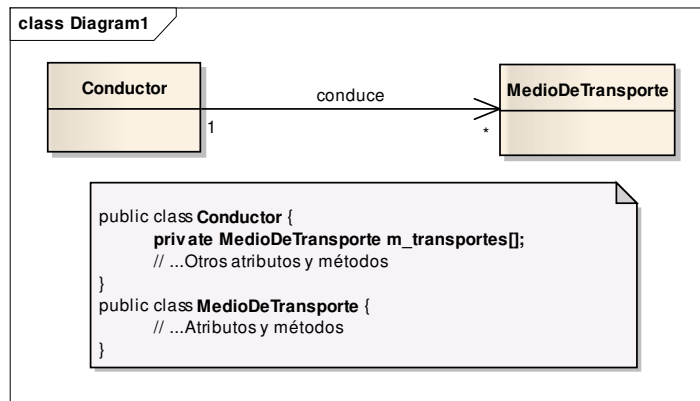 class Diagram1
Conductor
conduce
MedioDeTransporte
1
*
public class Conductor {
private MedioDeTransporte m_transportes[];
// ...Otros atributos y métodos
}
public class MedioDeTransporte {
// ...Atributos y métodos
}